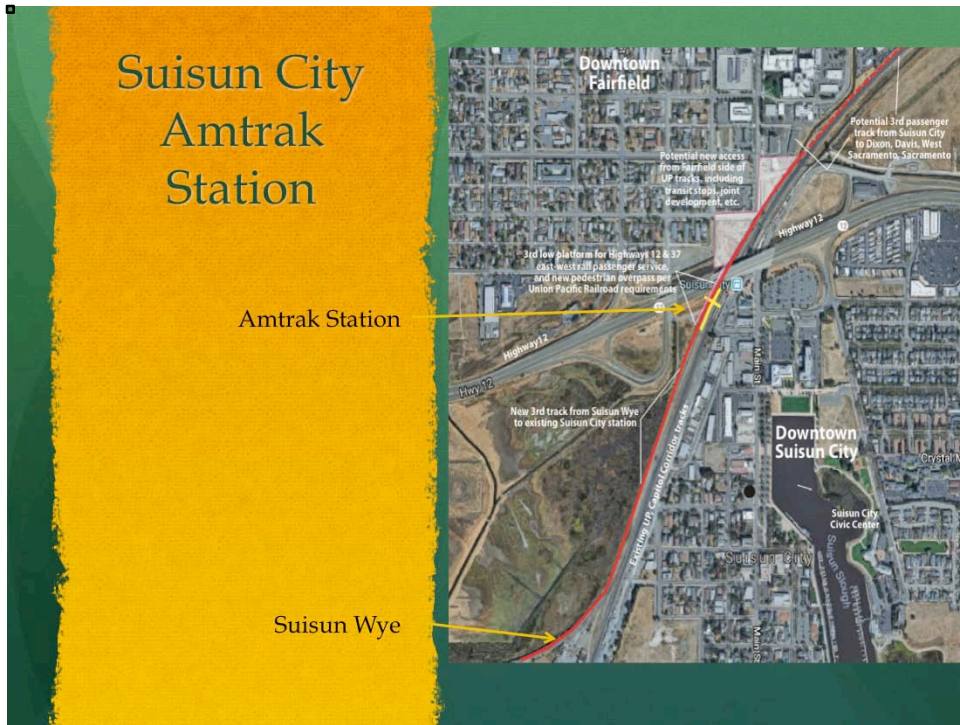 Suisun City
Amtrak
Station
Amtrak Station
Suisun Wye
Downtown
Fairfield
Potential 3rd passenger
track from Suisun City
to Dixon, Davis, West
Sacramento, Sacramento
Potential new access
from Fairfield side of
UP tracks, including
transit stops, joint
development, etc.
Highway12
12
3rd low platform for Highways 12 & 37
east-west rail passenger service,
and new pedestrian overpass per
Union Pacific Railroad requirements
Suisun City
12
Highway12
Hwy 12
Main St
New 3rd track from Suisun Wye
to existing Suisun City station
Existing UP, Capitol Corridor tracks
Downtown
Suisun City
Crystal M
Suisun City
Civic Center
Suisun City
Suisun Slough
Main St